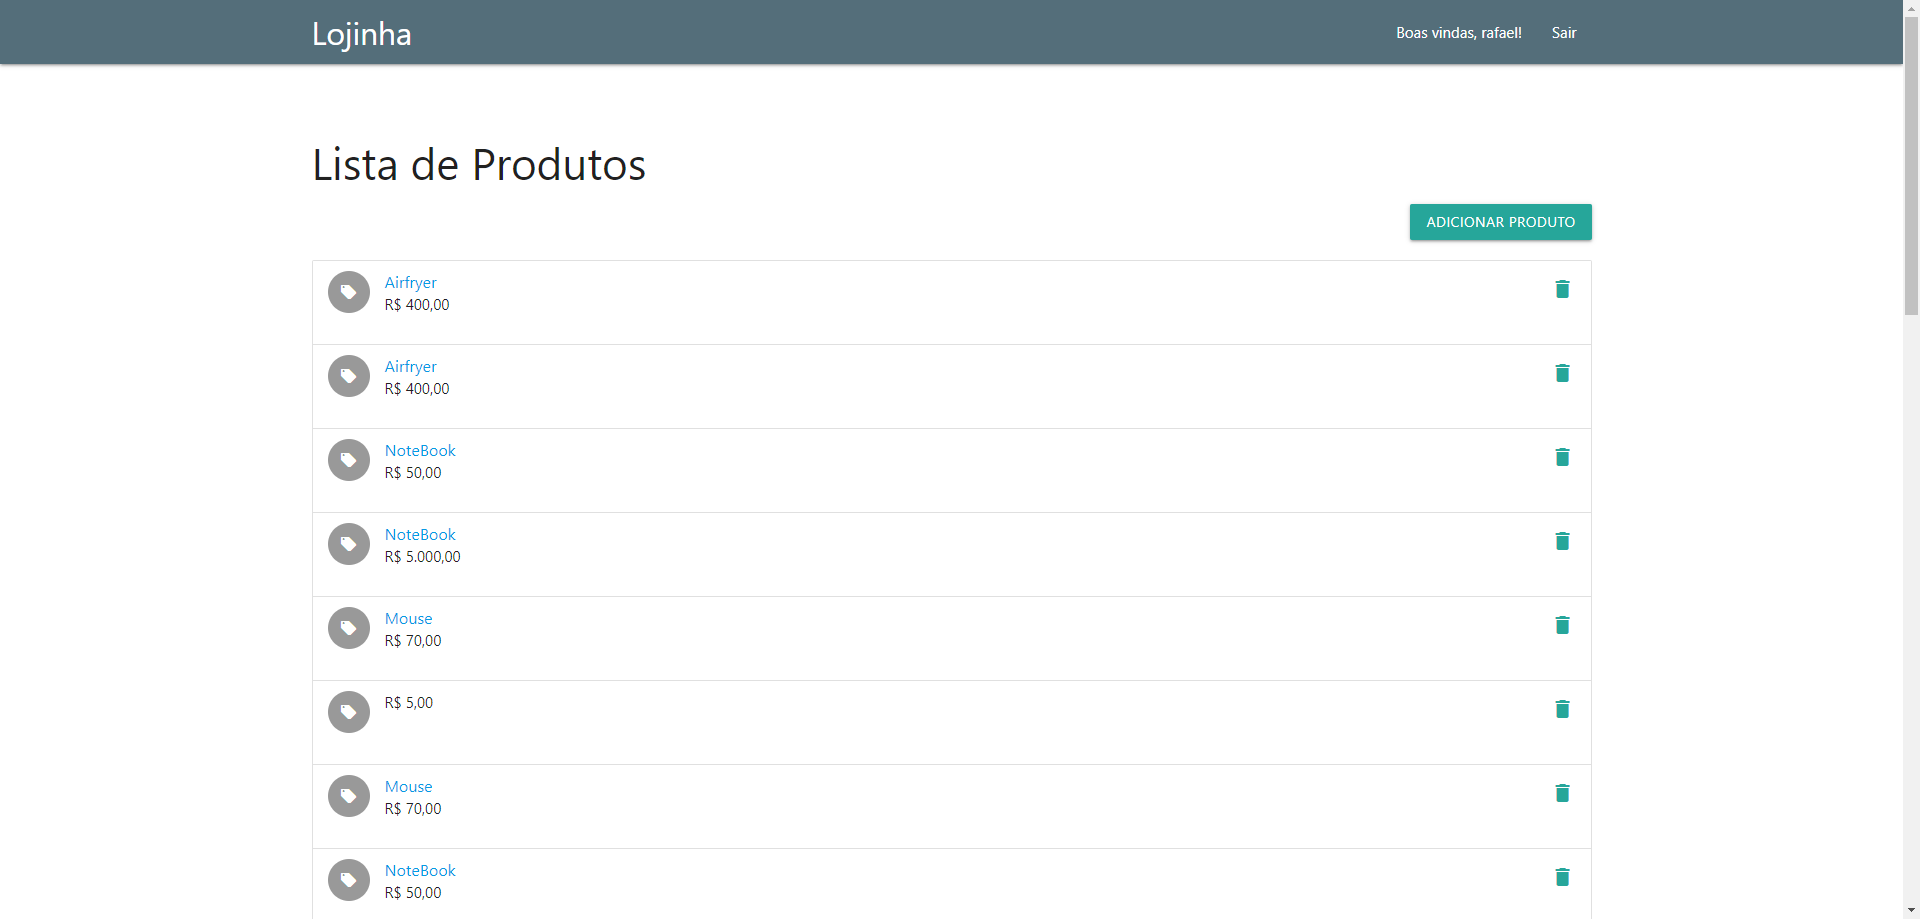 Lojinha
Boas vindas, rafael! Sair
Lista de Produtos
ADICIONAR PRODUTO
Airfryer
R$ 400,00
Airfryer
R$ 400,00
NoteBook
R$ 50,00
NoteBook
R$ 5.000,00
Mouse
R$ 70,00
R$ 5,00
Mouse
R$ 70,00
NoteBook
R$ 50,00